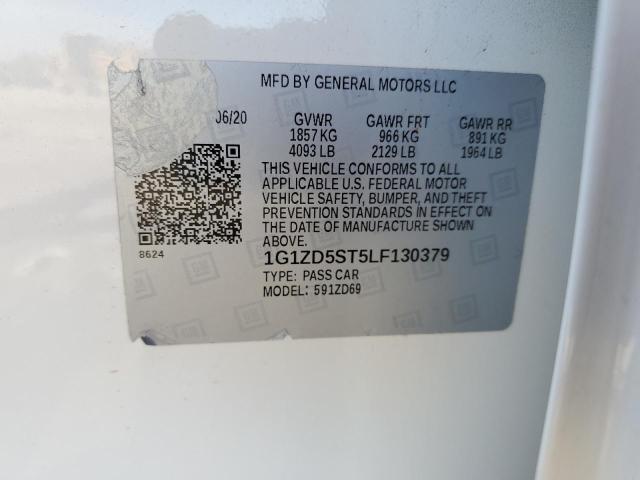 MFD BY GENERAL MOTORS LLC
06/20 GVWR GAWR FRT GAWR RR
1857 KG 966 KG 891 KG
4093 LB 2129 LB 1964 LB
THIS VEHICLE CONFORMS TO ALL
APPLICABLE U.S. FEDERAL MOTOR
VEHICLE SAFETY, BUMPER, AND THEFT
PREVENTION STANDARDS IN EFFECT ON
THE DATE OF MANUFACTURE SHOWN
ABOVE.
8624
1G1ZD5ST5LF130379
TYPE: PASS CAR
MODEL: 591ZD69